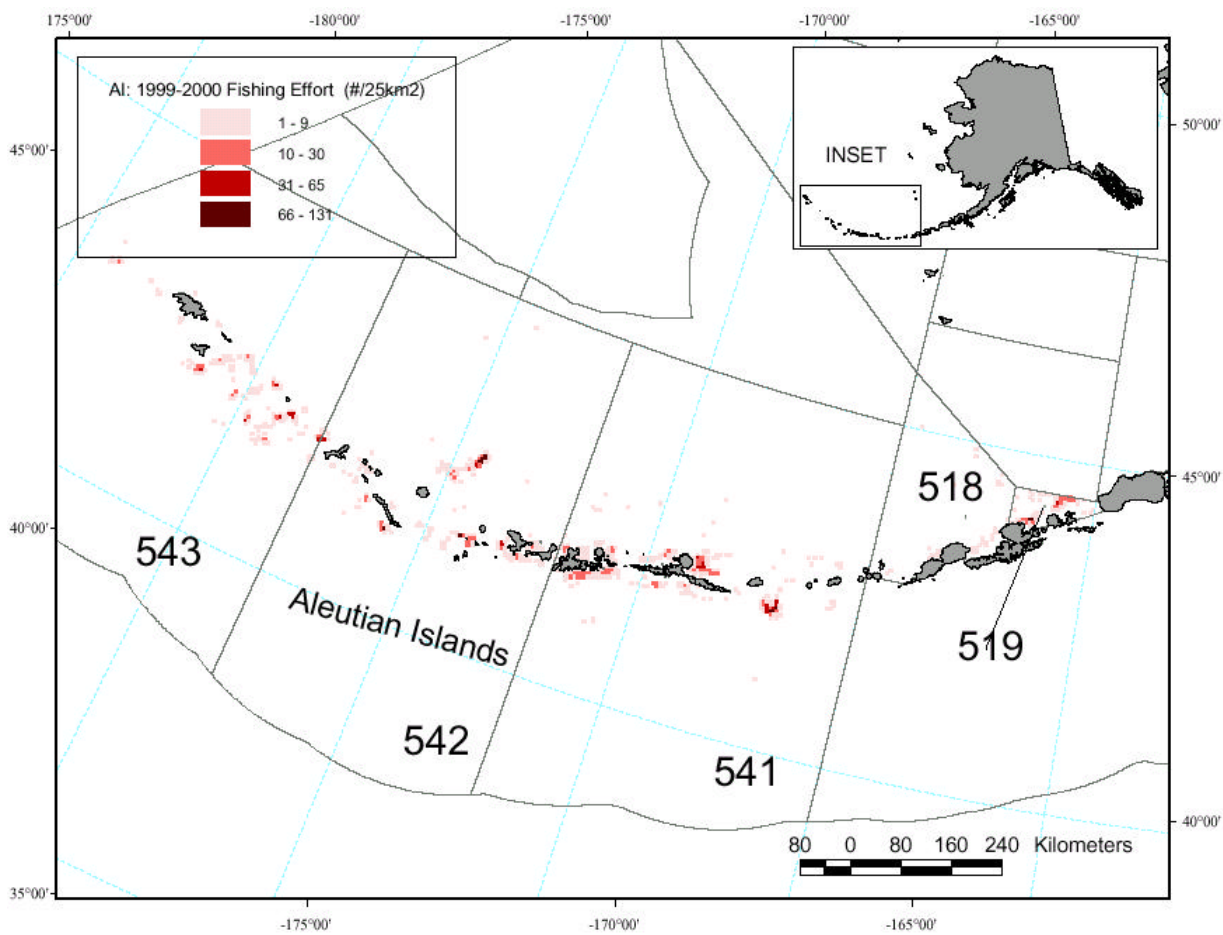 175°00' -180°00' -175°00' -170°00' -165°00'
AI: 1999-2000 Fishing Effort (#/25km2)
1 - 9
10 - 30
31 - 65
66 - 131
INSET
50°00'
45°00'
518
45°00'
40°00'
543
519
Aleutian Islands
542
541
40°00'
80 0 80 160 240 Kilometers
35°00'
-175°00' -170°00' -165°00'